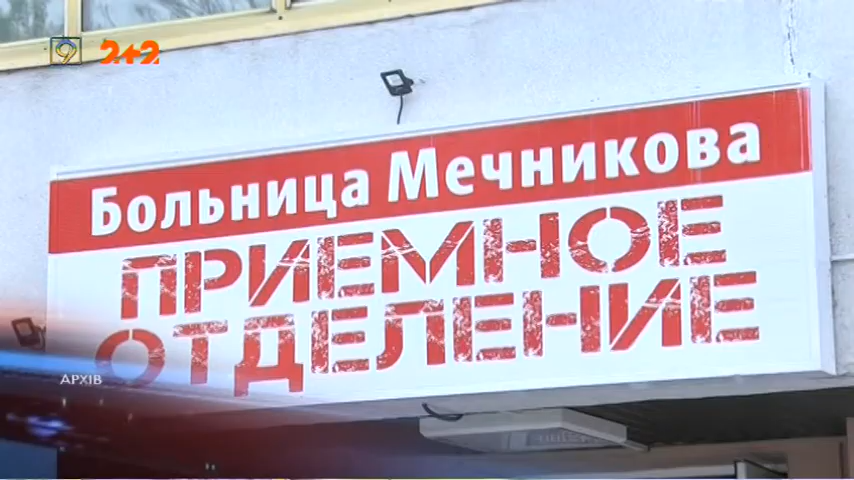 9 2+2
Больница Мечникова
ПРИЕМНОЕ
ОТДЕЛЕНИЕ
АРХІВ